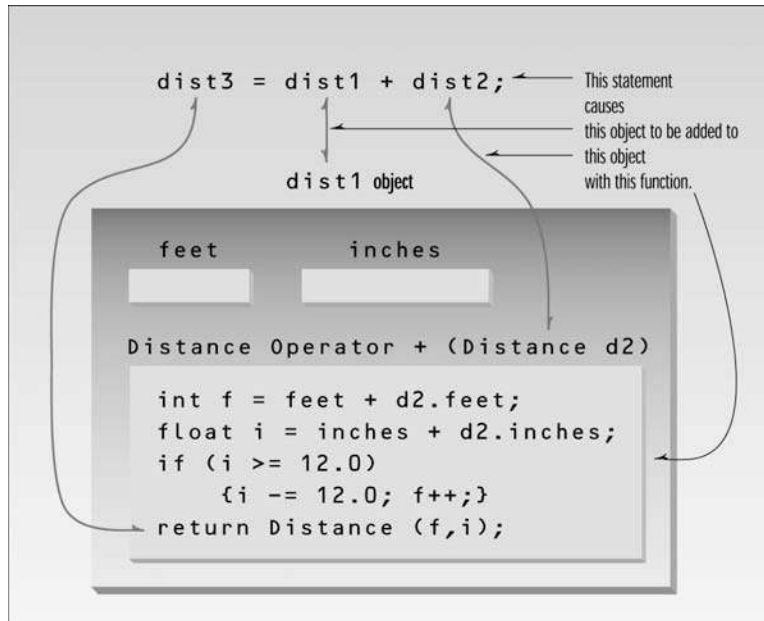 dist3 = dist1 + dist2;
This statement
causes
this object to be added to
this object
with this function.
dist1 object
feet inches
Distance Operator + (Distance d2)
int f = feet + d2.feet;
float i = inches + d2.inches;
if (i >= 12.0)
{i -= 12.0; f++;}
return Distance (f,i);